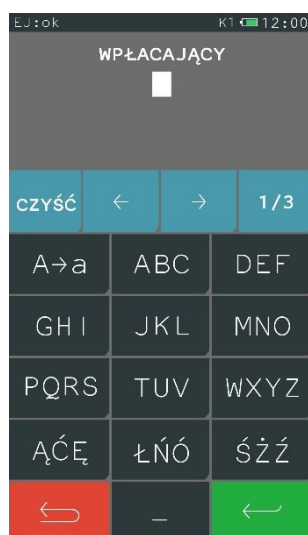 EJ:ok K1 12:00
WPŁACAJĄCY
CZYŚĆ ← → 1/3
A→a ABC DEF
GHI JKL MNO
PQRS TUV WXYZ
ĄĆĘ ŁŃÓ ŚŻŹ
_